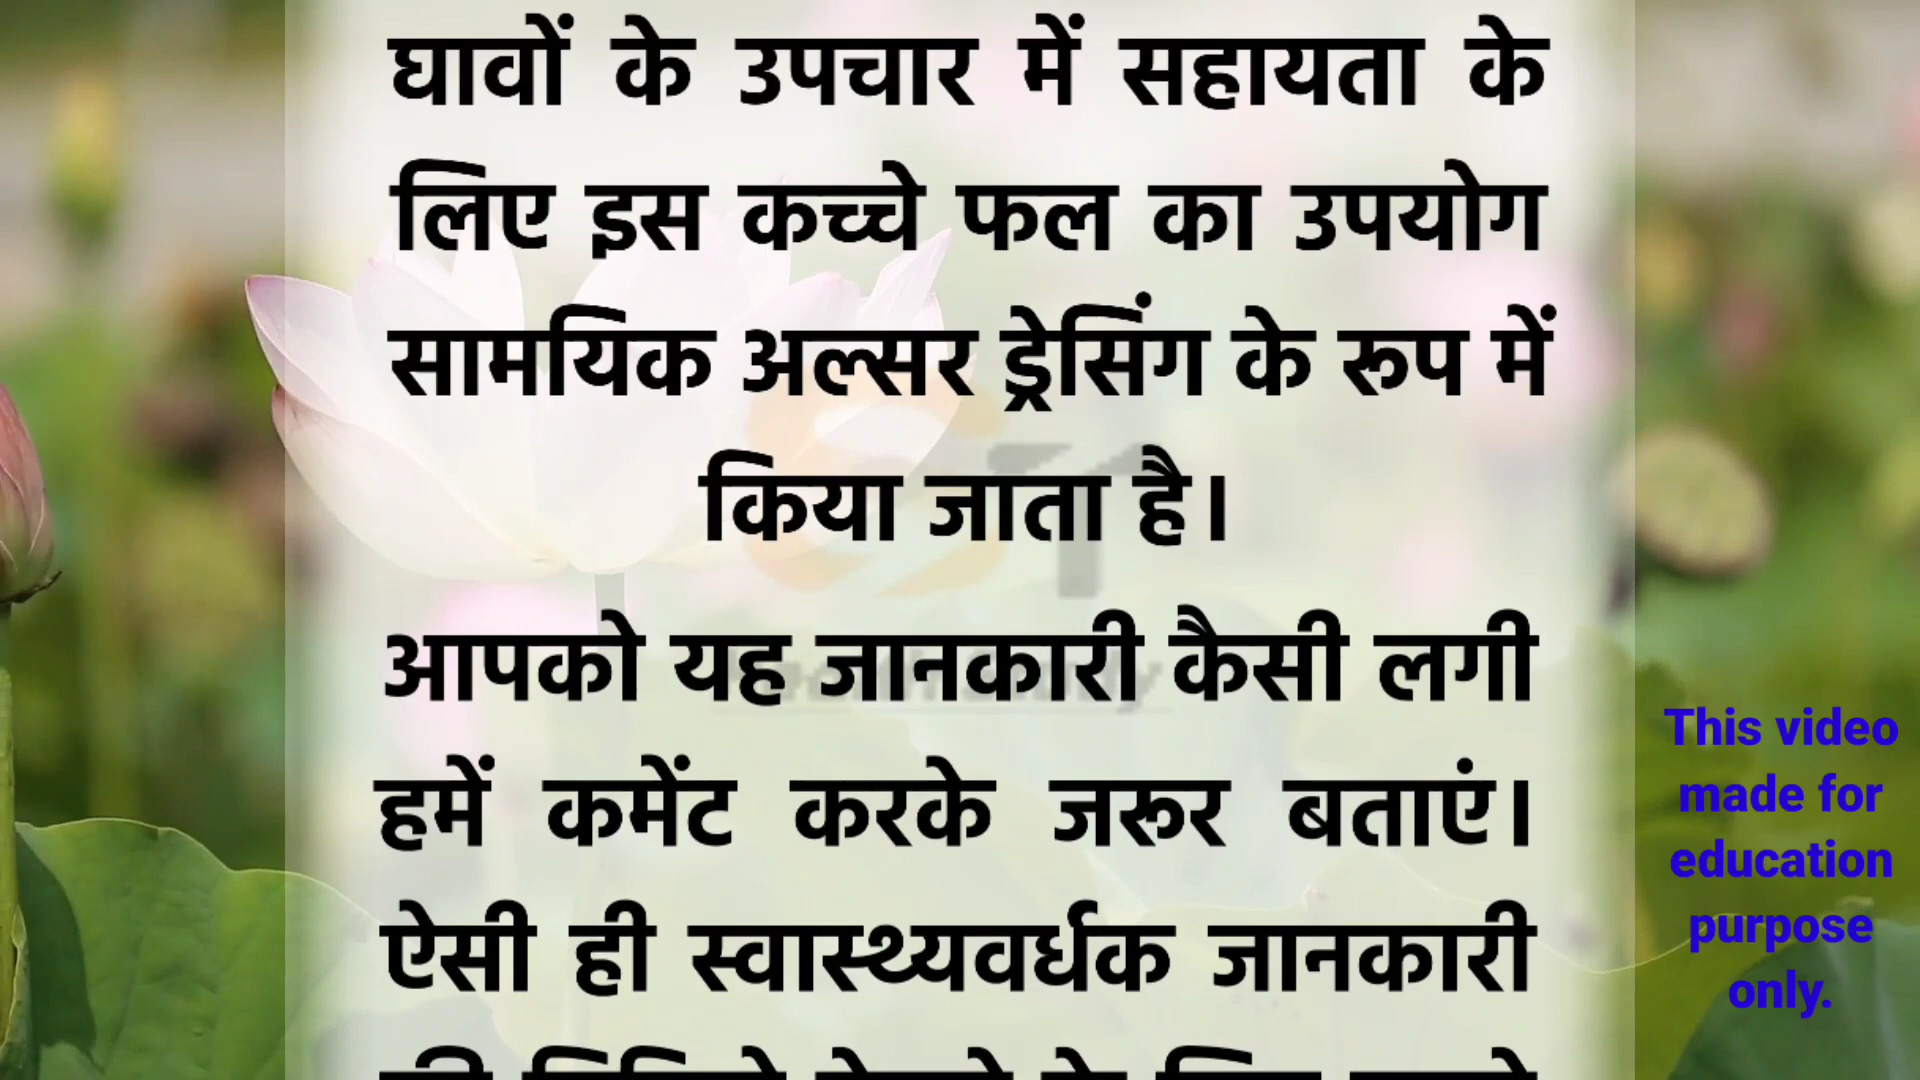 घावों के उपचार में सहायता के
लिए इस कच्चे फल का उपयोग
सामयिक अल्सर ड्रेसिंग के रूप में
किया जाता है।
आपको यह जानकारी कैसी लगी
हमें कमेंट करके जरूर बताएं।
ऐसी ही स्वास्थ्यवर्धक जानकारी
This video
made for
education
purpose
only.